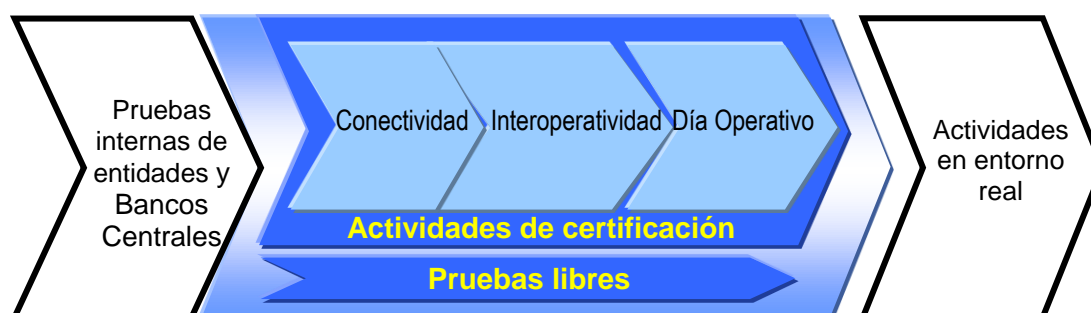 Pruebas
internas de
entidades y
Bancos
Centrales
Conectividad
Interoperatividad
Día Operativo
Actividades de certificación
Pruebas libres
Actividades
en entorno
real